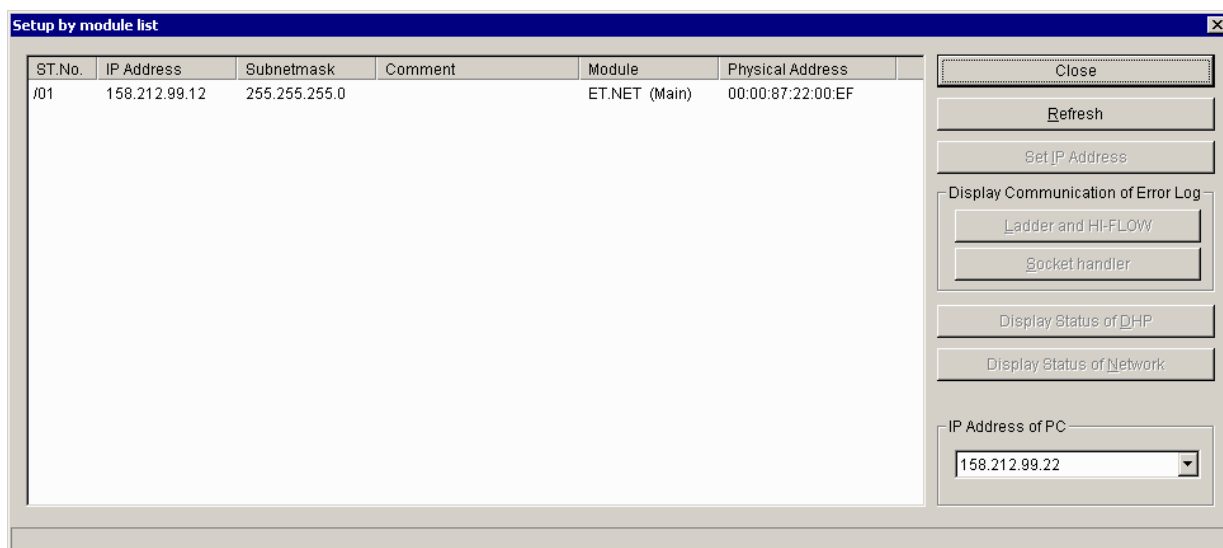 Setup by module list
ST.No. IP Address Subnetmask Comment Module Physical Address
/01 158.212.99.12 255.255.255.0 ET.NET (Main) 00:00:87:22:00:EF
Close
Refresh
Set IP Address
Display Communication of Error Log
Ladder and HI-FLOW
Socket handler
Display Status of DHP
Display Status of Network
IP Address of PC
158.212.99.22